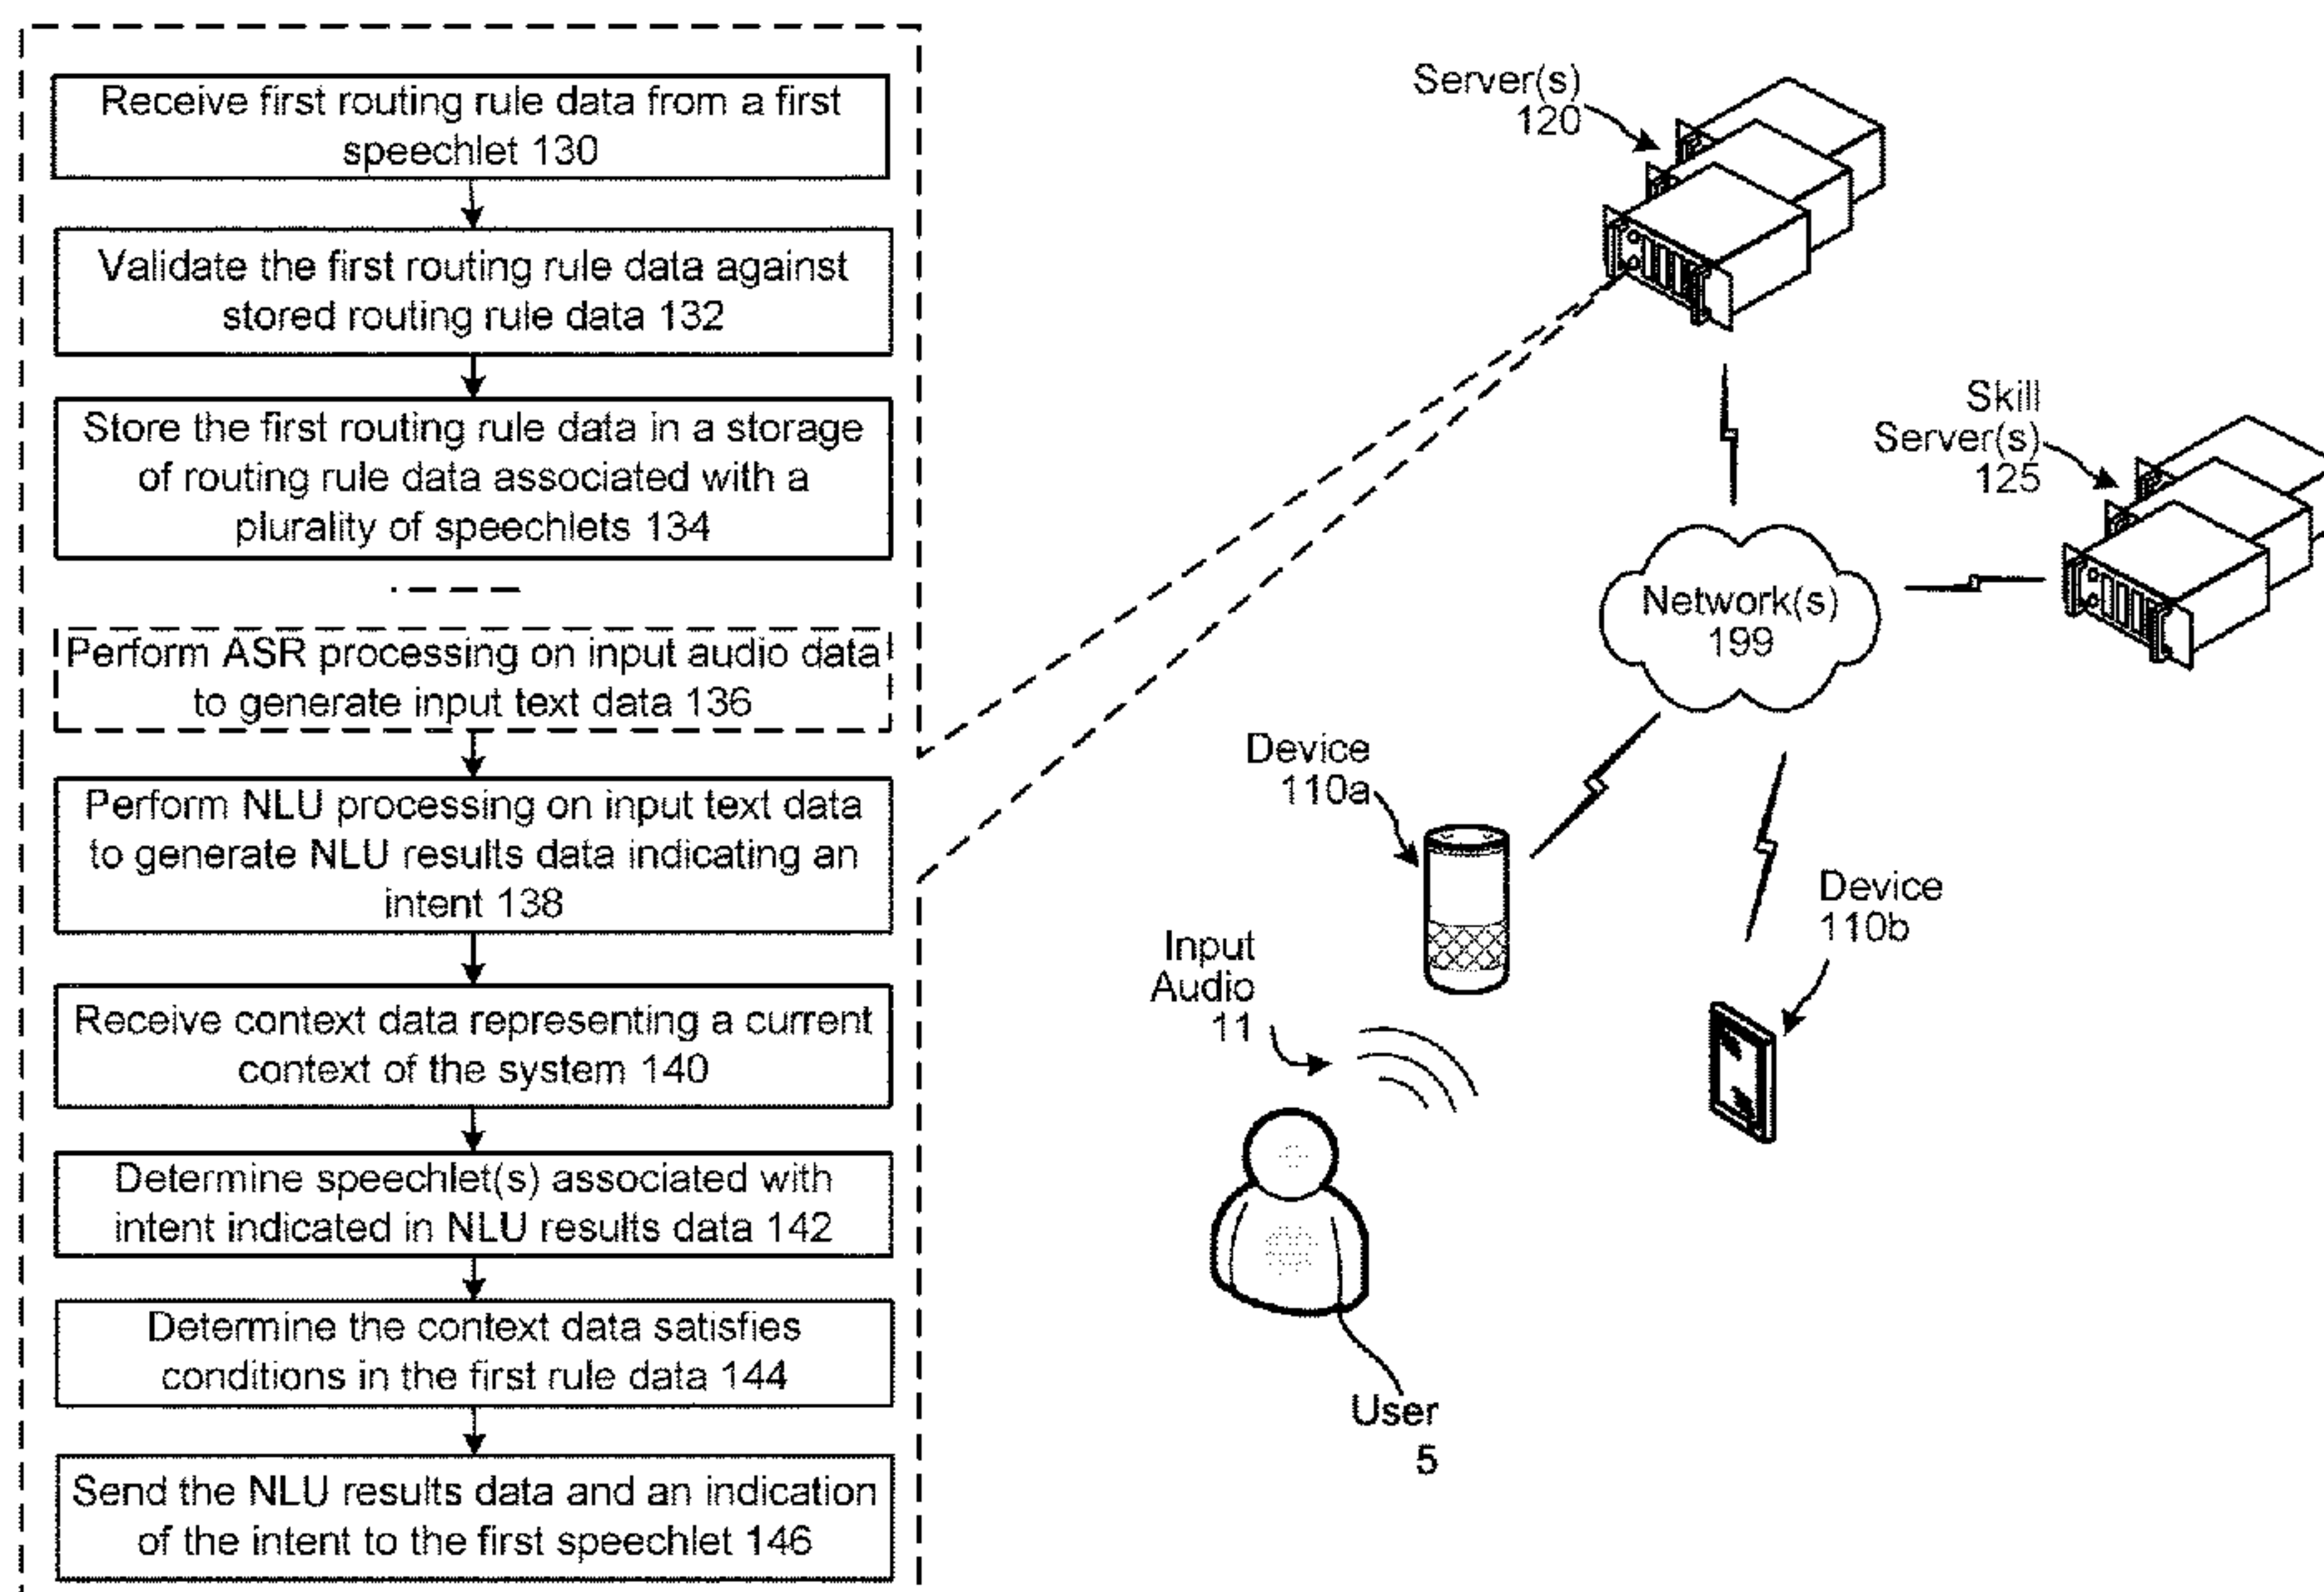 Receive first routing rule data from a first
speechlet 130
Validate the first routing rule data against
stored routing rule data 132
Store the first routing rule data in a storage
of routing rule data associated with a
plurality of speechlets 134
Perform ASR processing on input audio data
to generate input text data 136
Perform NLU processing on input text data
to generate NLU results data indicating an
intent 138
Receive context data representing a current
context of the system 140
Determine speechlet(s) associated with
intent indicated in NLU results data 142
Determine the context data satisfies
conditions in the first rule data 144
Send the NLU results data and an indication
of the intent to the first speechlet 146
Server(s)
120
Skill
Server(s)
125
Network(s)
199
Device
110a
Device
110b
Input
Audio
11
User
5